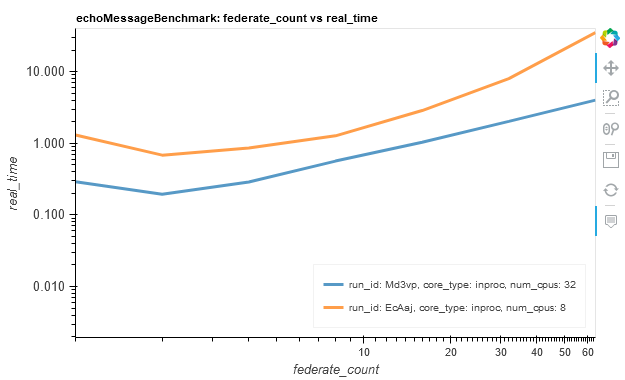 echoMessageBenchmark: federate_count vs real_time
10.000
1.000
0.100
0.010
real_time
run_id: Md3vp, core_type: inproc, num_cpus: 32
run_id: EcAaj, core_type: inproc, num_cpus: 8
10 20 30 40 50 60
federate_count